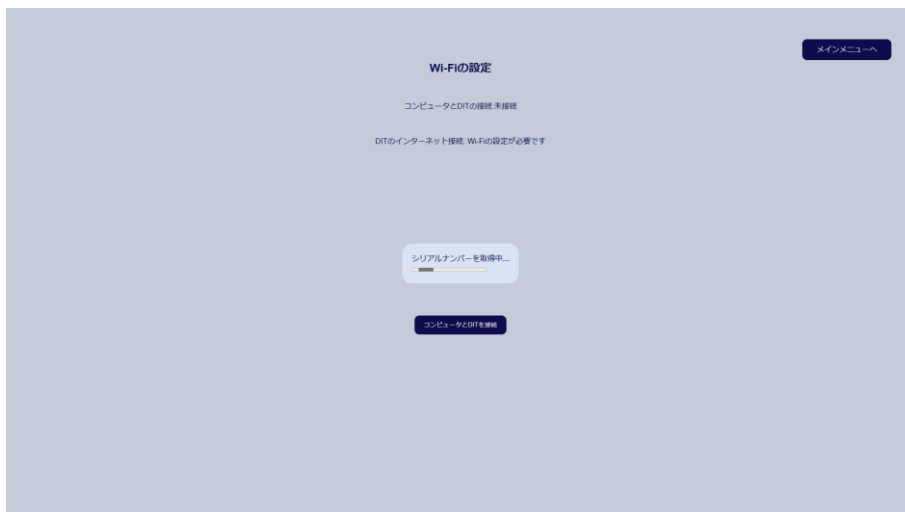 メインメニューへ
Wi-Fiの設定
コンピュータとDITの接続:未接続
DITのインターネット接続: Wi-Fiの設定が必要です
シリアルナンバーを取得中...
コンピュータとDITを接続